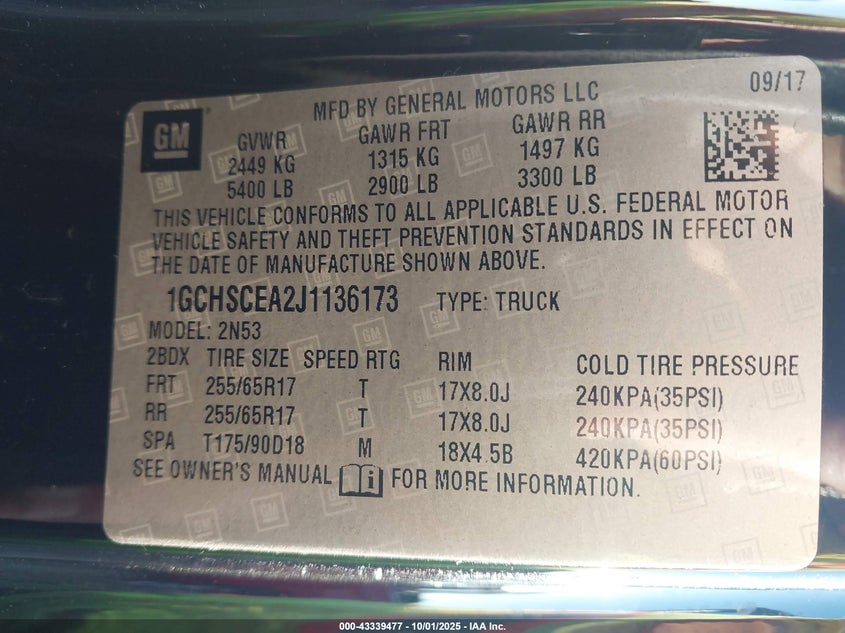 09/17
MFD BY GENERAL MOTORS LLC
GM
GVWR GAWR FRT GAWR RR
2449 KG 1315 KG 1497 KG
5400 LB 2900 LB 3300 LB
THIS VEHICLE CONFORMS TO ALL APPLICABLE U.S. FEDERAL MOTOR
VEHICLE SAFETY AND THEFT PREVENTION STANDARDS IN EFFECT ON
THE DATE OF MANUFACTURE SHOWN ABOVE.
1GCHSCEA2J1136173 TYPE: TRUCK
MODEL: 2N53
2BDX TIRE SIZE SPEED RTG RIM COLD TIRE PRESSURE
FRT 255/65R17 T 17X8.0J 240KPA(35PSI)
RR 255/65R17 T 17X8.0J 240KPA(35PSI)
SPA T175/90D18 M 18X4.5B 420KPA(60PSI)
SEE OWNER'S MANUAL FOR MORE INFORMATION.
000-43339477 - 10/01/2025 - IAA Inc.